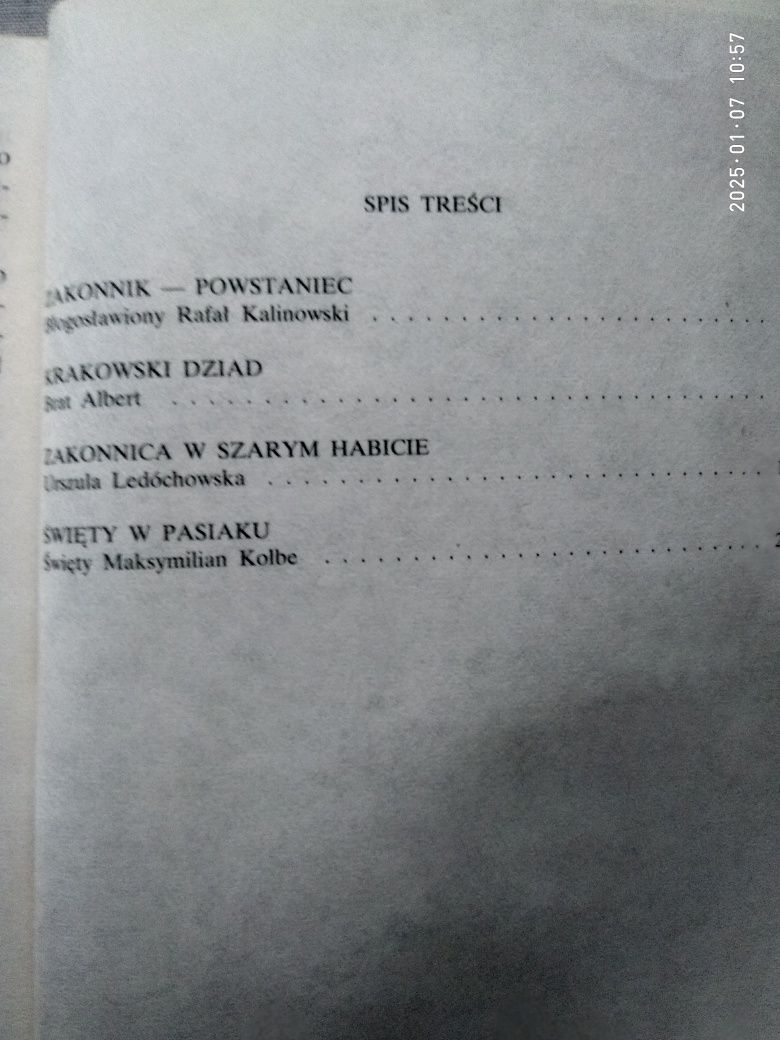 2025·01·07 10:57
SPIS TREŚCI
ZAKONNIK — POWSTANIEC
Błogosławiony Rafał Kalinowski . . . . . . . . . . . . . . . . . . . . . . .
KRAKOWSKI DZIAD
Brat Albert . . . . . . . . . . . . . . . . . . . . . . . . . . . . . . . . . .
ZAKONNICA W SZARYM HABICIE
Urszula Ledóchowska . . . . . . . . . . . . . . . . . . . . . . . . . . . .
ŚWIĘTY W PASIAKU
Święty Maksymilian Kolbe . . . . . . . . . . . . . . . . . . . . . . . . . 2